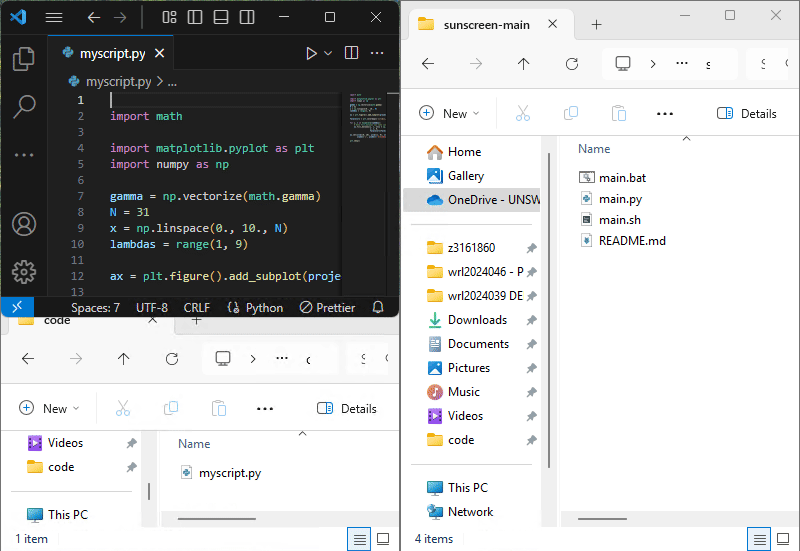 myscript.py
myscript.py > ...
1
2 import math
3
4 import matplotlib.pyplot as plt
5 import numpy as np
6
7 gamma = np.vectorize(math.gamma)
8 N = 31
9 x = np.linspace(0., 10., N)
10 lambdas = range(1, 9)
11
12 ax = plt.figure().add_subplot(proje
13
Spaces: 7 UTF-8 CRLF Python Prettier
code
New
Details
Videos
code
This PC
Name
myscript.py
1 item
sunscreen-main
s
New
Details
Home
Gallery
OneDrive - UNSW
z3161860
wrl2024046 - P
wrl2024039 DE
Downloads
Documents
Pictures
Music
Videos
code
This PC
Network
Name
main.bat
main.py
main.sh
README.md
4 items